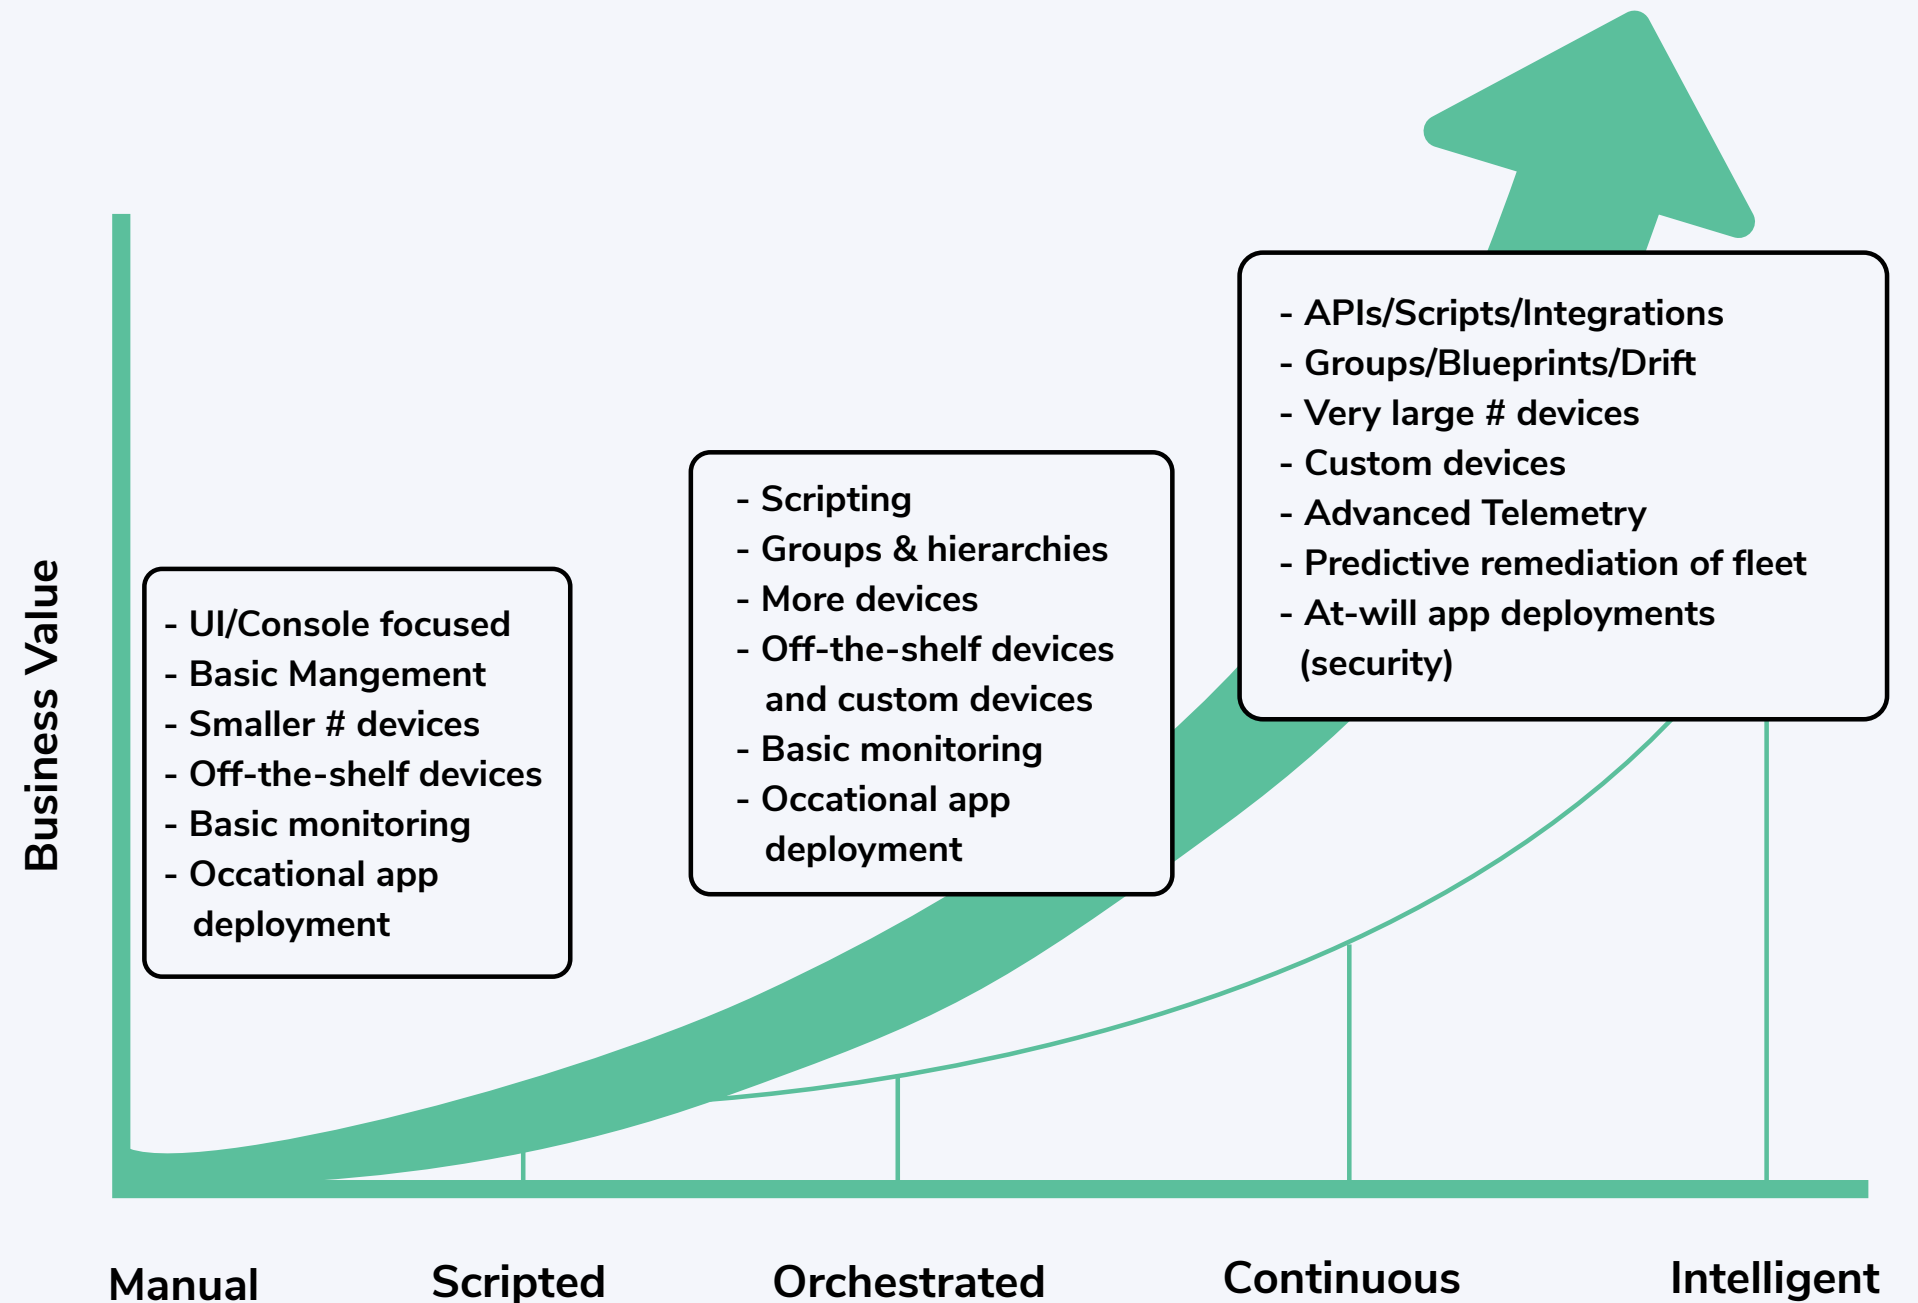 Business Value
- UI/Console focused
- Basic Mangement
- Smaller # devices
- Off-the-shelf devices
- Basic monitoring
- Occational app
deployment
- Scripting
- Groups & hierarchies
- More devices
- Off-the-shelf devices
and custom devices
- Basic monitoring
- Occational app
deployment
- APIs/Scripts/Integrations
- Groups/Blueprints/Drift
- Very large # devices
- Custom devices
- Advanced Telemetry
- Predictive remediation of fleet
- At-will app deployments
(security)
Manual
Scripted
Orchestrated
Continuous
Intelligent